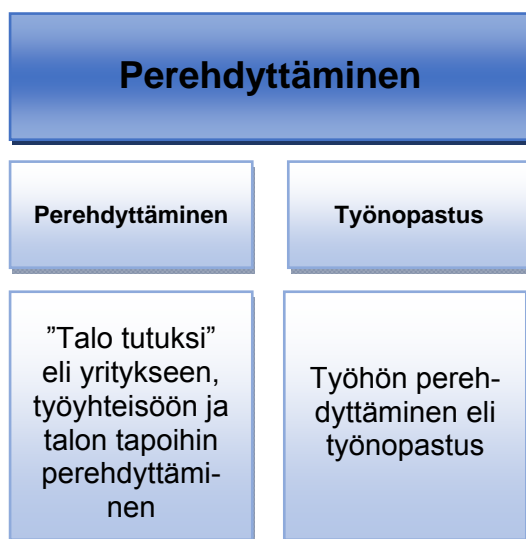 Perehdyttäminen
Perehdyttäminen
Työnopastus
”Talo tutuksi”
eli yritykseen,
työyhteisöön ja
talon tapoihin
perehdyttämi-
nen
Työhön pereh-
dyttäminen eli
työnopastus